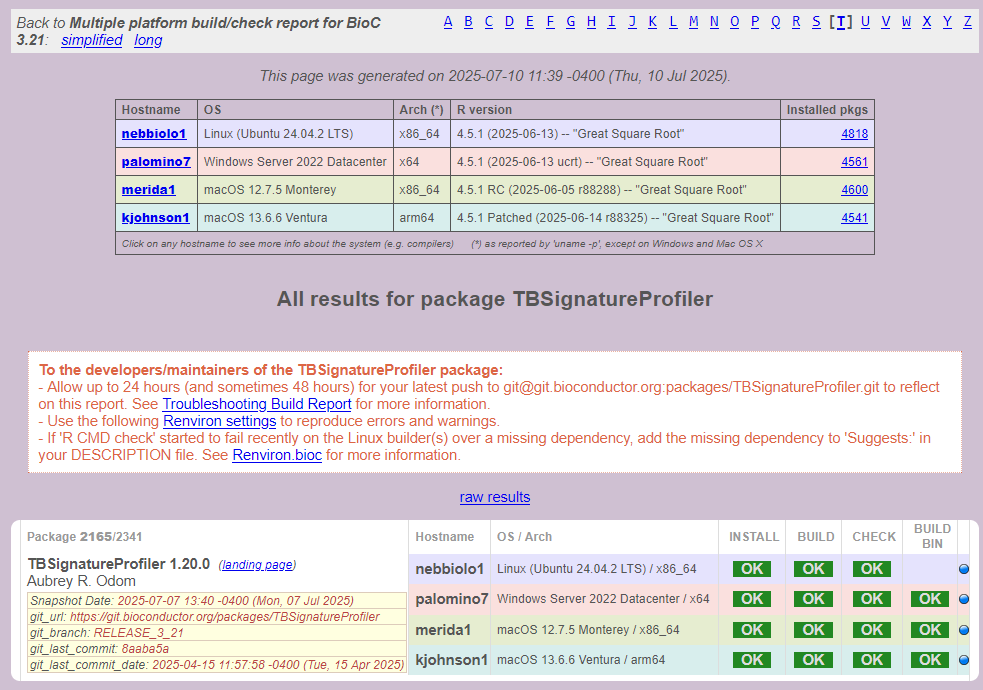 Back to Multiple platform build/check report for BioC 3.21: simplified long
A B C D E F G H I J K L M N O P Q R S [T] U V W X Y Z
This page was generated on 2025-07-10 11:39 -0400 (Thu, 10 Jul 2025).
Hostname OS Arch (*) R version Installed pkgs
nebbiolo1 Linux (Ubuntu 24.04.2 LTS) x86_64 4.5.1 (2025-06-13) -- "Great Square Root" 4818
palomino7 Windows Server 2022 Datacenter x64 4.5.1 (2025-06-13 ucrt) -- "Great Square Root" 4561
merida1 macOS 12.7.5 Monterey x86_64 4.5.1 RC (2025-06-05 r88288) -- "Great Square Root" 4600
kjohnson1 macOS 13.6.6 Ventura arm64 4.5.1 Patched (2025-06-14 r88325) -- "Great Square Root" 4541
Click on any hostname to see more info about the system (e.g. compilers) (*) as reported by 'uname -p', except on Windows and Mac OS X
All results for package TBSignatureProfiler
To the developers/maintainers of the TBSignatureProfiler package:
- Allow up to 24 hours (and sometimes 48 hours) for your latest push to git@git.bioconductor.org:packages/TBSignatureProfiler.git to reflect
on this report. See Troubleshooting Build Report for more information.
- Use the following Renviron settings to reproduce errors and warnings.
- If 'R CMD check' started to fail recently on the Linux builder(s) over a missing dependency, add the missing dependency to 'Suggests:' in
your DESCRIPTION file. See Renviron.bioc for more information.
raw results
Package 2165/2341 Hostname OS / Arch INSTALL BUILD CHECK BUILD BIN
TBSignatureProfiler 1.20.0 (landing page)
Aubrey R. Odom
Snapshot Date: 2025-07-07 13:40 -0400 (Mon, 07 Jul 2025)
git_url: https://git.bioconductor.org/packages/TBSignatureProfiler
git_branch: RELEASE_3_21
git_last_commit: 8aaba5a
git_last_commit_date: 2025-04-15 11:57:58 -0400 (Tue, 15 Apr 2025)
nebbiolo1 Linux (Ubuntu 24.04.2 LTS) / x86_64 OK OK OK
palomino7 Windows Server 2022 Datacenter / x64 OK OK OK OK
merida1 macOS 12.7.5 Monterey / x86_64 OK OK OK OK
kjohnson1 macOS 13.6.6 Ventura / arm64 OK OK OK OK